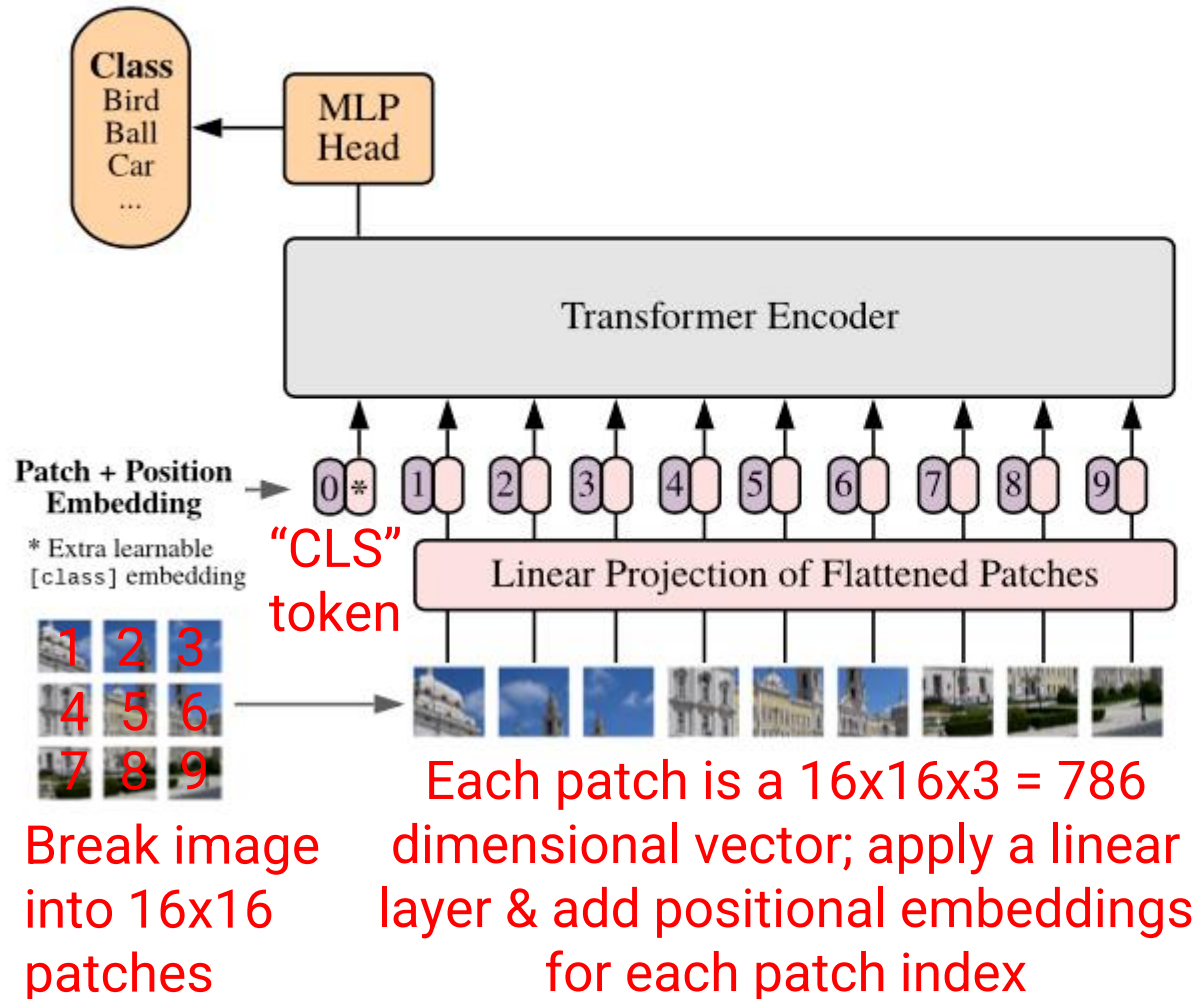 Class
Bird
Ball
Car
...
MLP
Head
Transformer Encoder
Patch + Position
Embedding
* Extra learnable
[class] embedding
0 * 1 2 3 4 5 6 7 8 9
“CLS”
token
Linear Projection of Flattened Patches
1 2 3
4 5 6
7 8 9
Break image
into 16x16
patches
Each patch is a 16x16x3 = 786
dimensional vector; apply a linear
layer & add positional embeddings
for each patch index